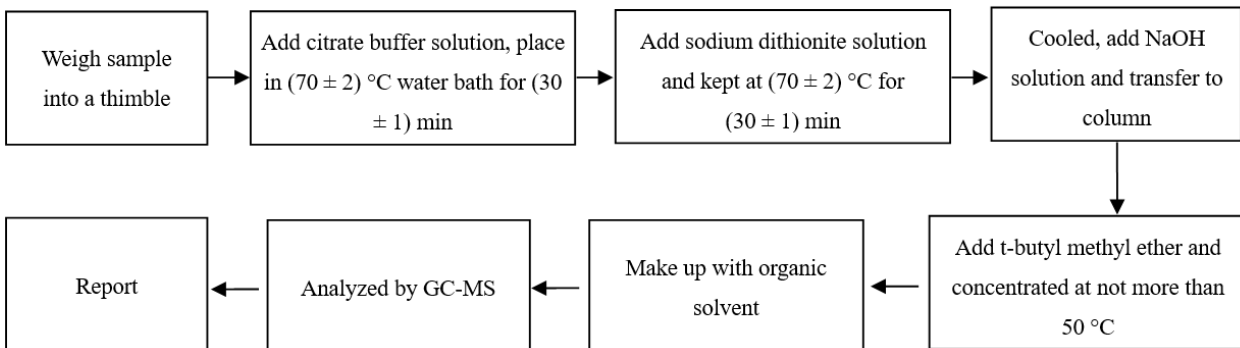 Weigh sample
into a thimble
Add citrate buffer solution, place
in (70 ± 2) °C water bath for (30
± 1) min
Add sodium dithionite solution
and kept at (70 ± 2) °C for
(30 ± 1) min
Cooled, add NaOH
solution and transfer to
column
Add t-butyl methyl ether and
concentrated at not more than
50 °C
Make up with organic
solvent
Analyzed by GC-MS
Report